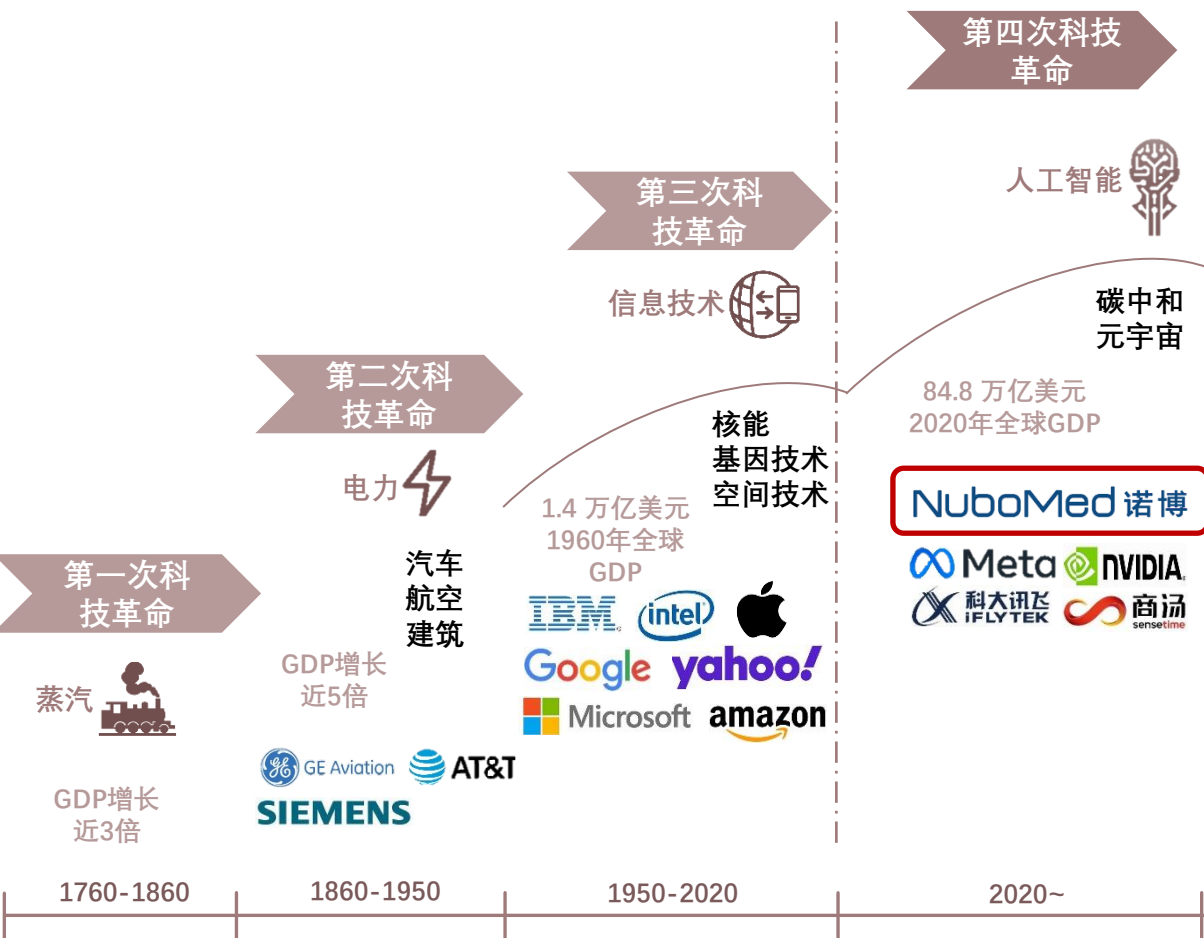 第一次科
技革命
蒸汽
GDP增长
近3倍
1760-1860
第二次科
技革命
电力
汽车
航空
建筑
GDP增长
近5倍
GE Aviation
AT&T
SIEMENS
1860-1950
第三次科
技革命
信息技术
核能
基因技术
空间技术
1.4 万亿美元
1960年全球
GDP
IBM
intel
Google
yahoo!
Microsoft
amazon
1950-2020
第四次科技
革命
人工智能
碳中和
元宇宙
84.8 万亿美元
2020年全球GDP
NuboMed 诺博
Meta
NVIDIA
科大讯飞
iFLYTEK
商汤
sensetime
2020~